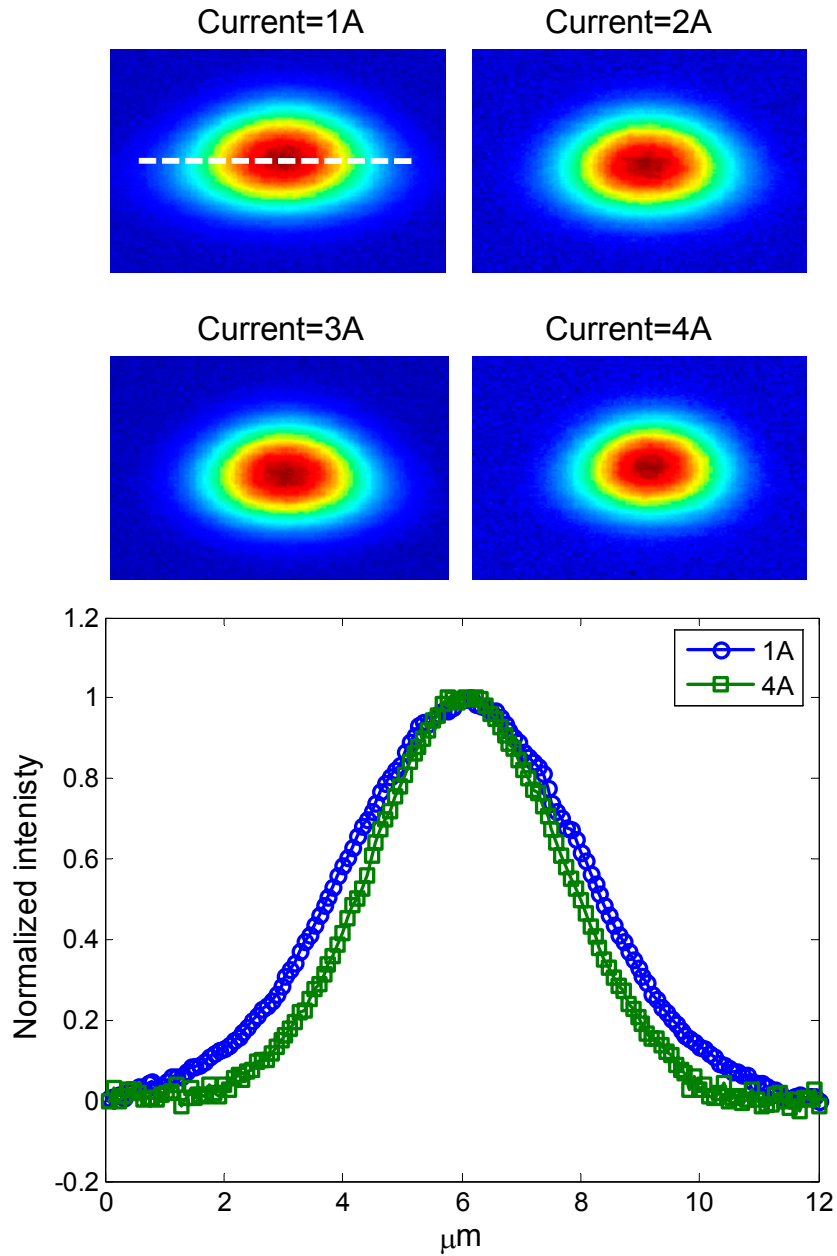 Current=1A
Current=2A
Current=3A
Current=4A
1.2
1
0.8
0.6
0.4
0.2
0
-0.2
Normalized intenisty
1A
4A
0
2
4
6
8
10
12
μm